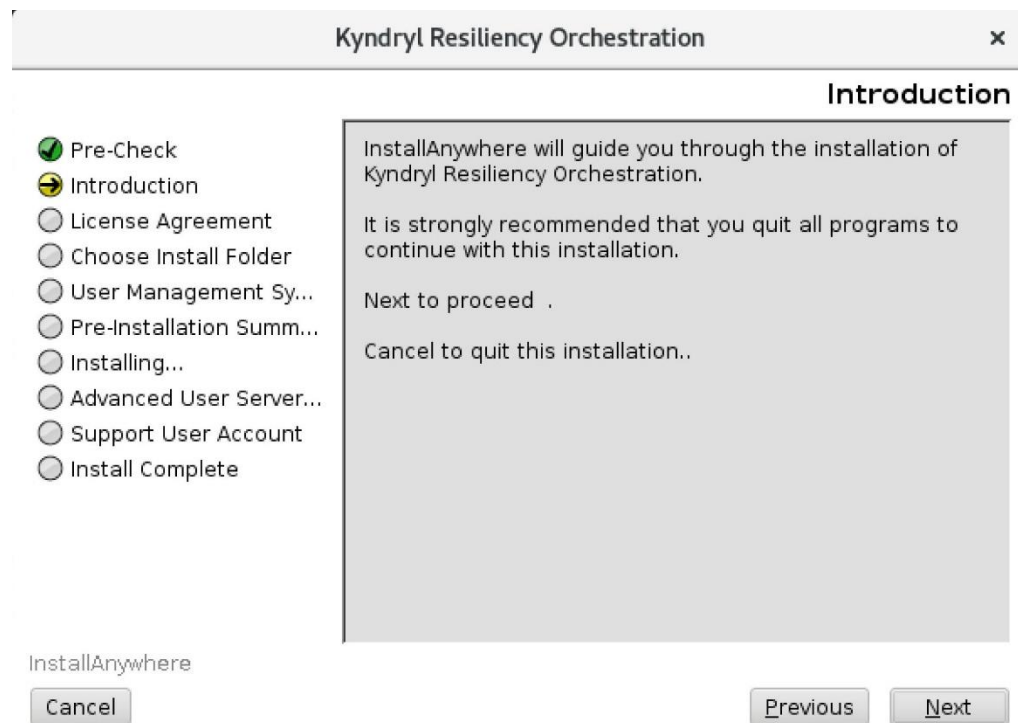 Kyndryl Resiliency Orchestration
Introduction
Pre-Check
Introduction
License Agreement
Choose Install Folder
User Management Sy...
Pre-Installation Summ...
Installing...
Advanced User Server...
Support User Account
Install Complete
InstallAnywhere will guide you through the installation of
Kyndryl Resiliency Orchestration.
It is strongly recommended that you quit all programs to
continue with this installation.
Next to proceed .
Cancel to quit this installation..
InstallAnywhere
Cancel
Previous
Next